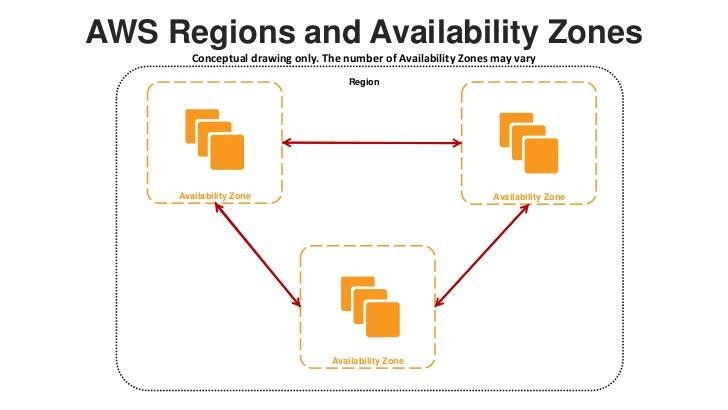 AWS Regions and Availability Zones
Conceptual drawing only. The number of Availability Zones may vary
Region
Availability Zone
Availability Zone
Availability Zone